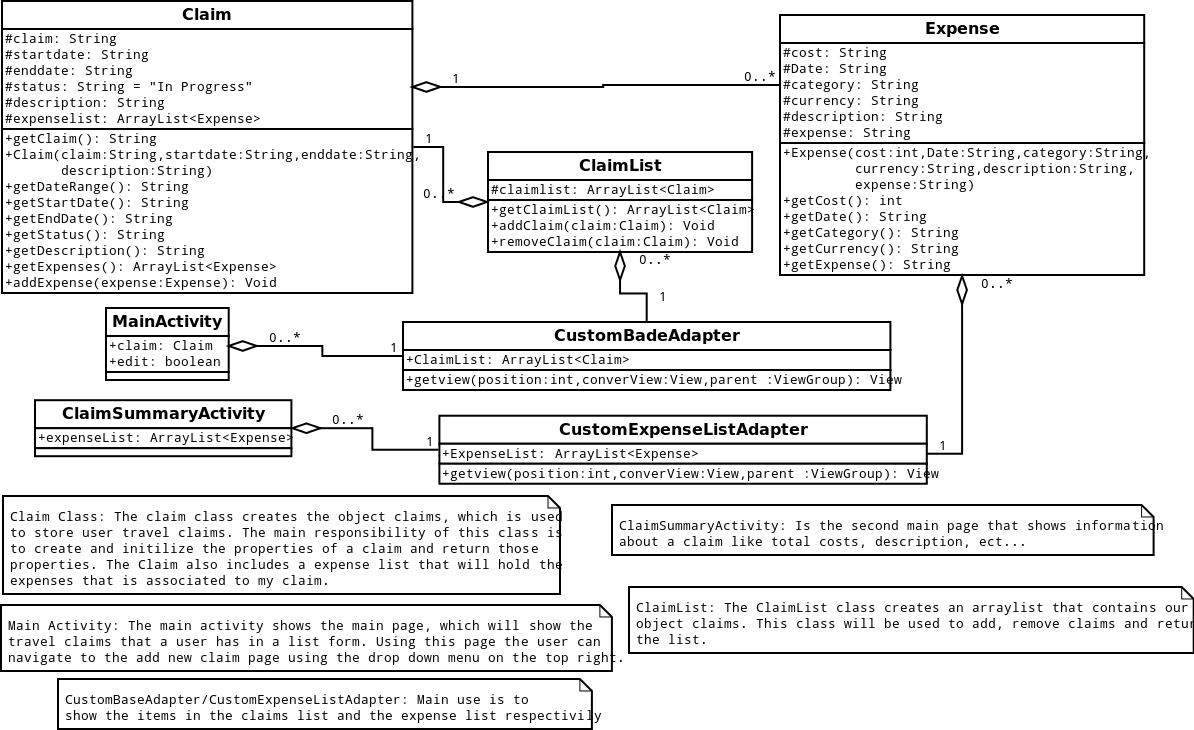 Claim
#claim: String
#startdate: String
#enddate: String
#status: String = "In Progress"
#description: String
#expenselist: ArrayList<Expense>
+getClaim(): String
+Claim(claim:String,startdate:String,enddate:String,
description:String)
+getDateRange(): String
+getStartDate(): String
+getEndDate(): String
+getStatus(): String
+getDescription(): String
+getExpenses(): ArrayList<Expense>
+addExpense(expense:Expense): Void
1
0..*
Expense
#cost: String
#Date: String
#category: String
#currency: String
#description: String
#expense: String
+Expense(cost:int,Date:String,category:String,
currency:String,description:String,
expense:String)
+getCost(): int
+getDate(): String
+getCategory(): String
+getCurrency(): String
+getExpense(): String
1
0..*
ClaimList
#claimlist: ArrayList<Claim>
+getClaimList(): ArrayList<Claim>
+addClaim(claim:Claim): Void
+removeClaim(claim:Claim): Void
0..*
1
0..*
MainActivity
+claim: Claim
+edit: boolean
0..*
1
CustomBadeAdapter
+ClaimList: ArrayList<Claim>
+getview(position:int,converView:View,parent :ViewGroup): View
ClaimSummaryActivity
+expenseList: ArrayList<Expense>
0..*
1
CustomExpenseListAdapter
+ExpenseList: ArrayList<Expense>
+getview(position:int,converView:View,parent :ViewGroup): View
1
Claim Class: The claim class creates the object claims, which is used
to store user travel claims. The main responsibility of this class is
to create and initilize the properties of a claim and return those
properties. The Claim also includes a expense list that will hold the
expenses that is associated to my claim.
ClaimSummaryActivity: Is the second main page that shows information
about a claim like total costs, description, ect...
Main Activity: The main activity shows the main page, which will show the
travel claims that a user has in a list form. Using this page the user can
navigate to the add new claim page using the drop down menu on the top right.
ClaimList: The ClaimList class creates an arraylist that contains our
object claims. This class will be used to add, remove claims and retur
the list.
CustomBaseAdapter/CustomExpenseListAdapter: Main use is to
show the items in the claims list and the expense list respectivily